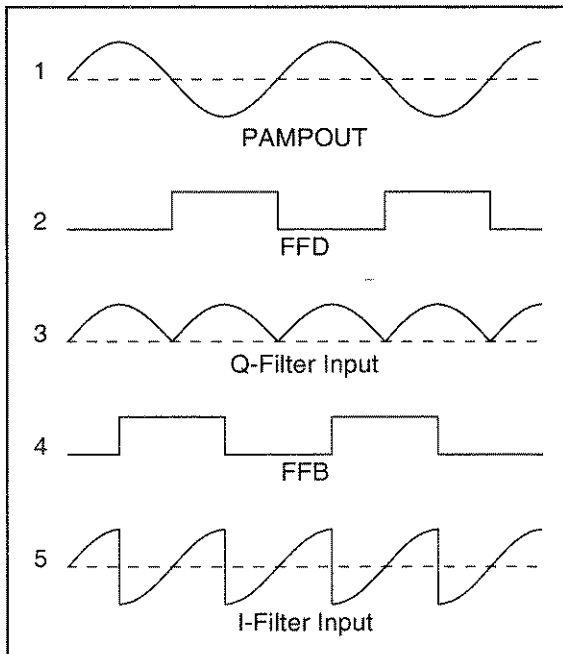 1
PAMPOUT
2
FFD
3
Q-Filter Input
4
FFB
5
I-Filter Input